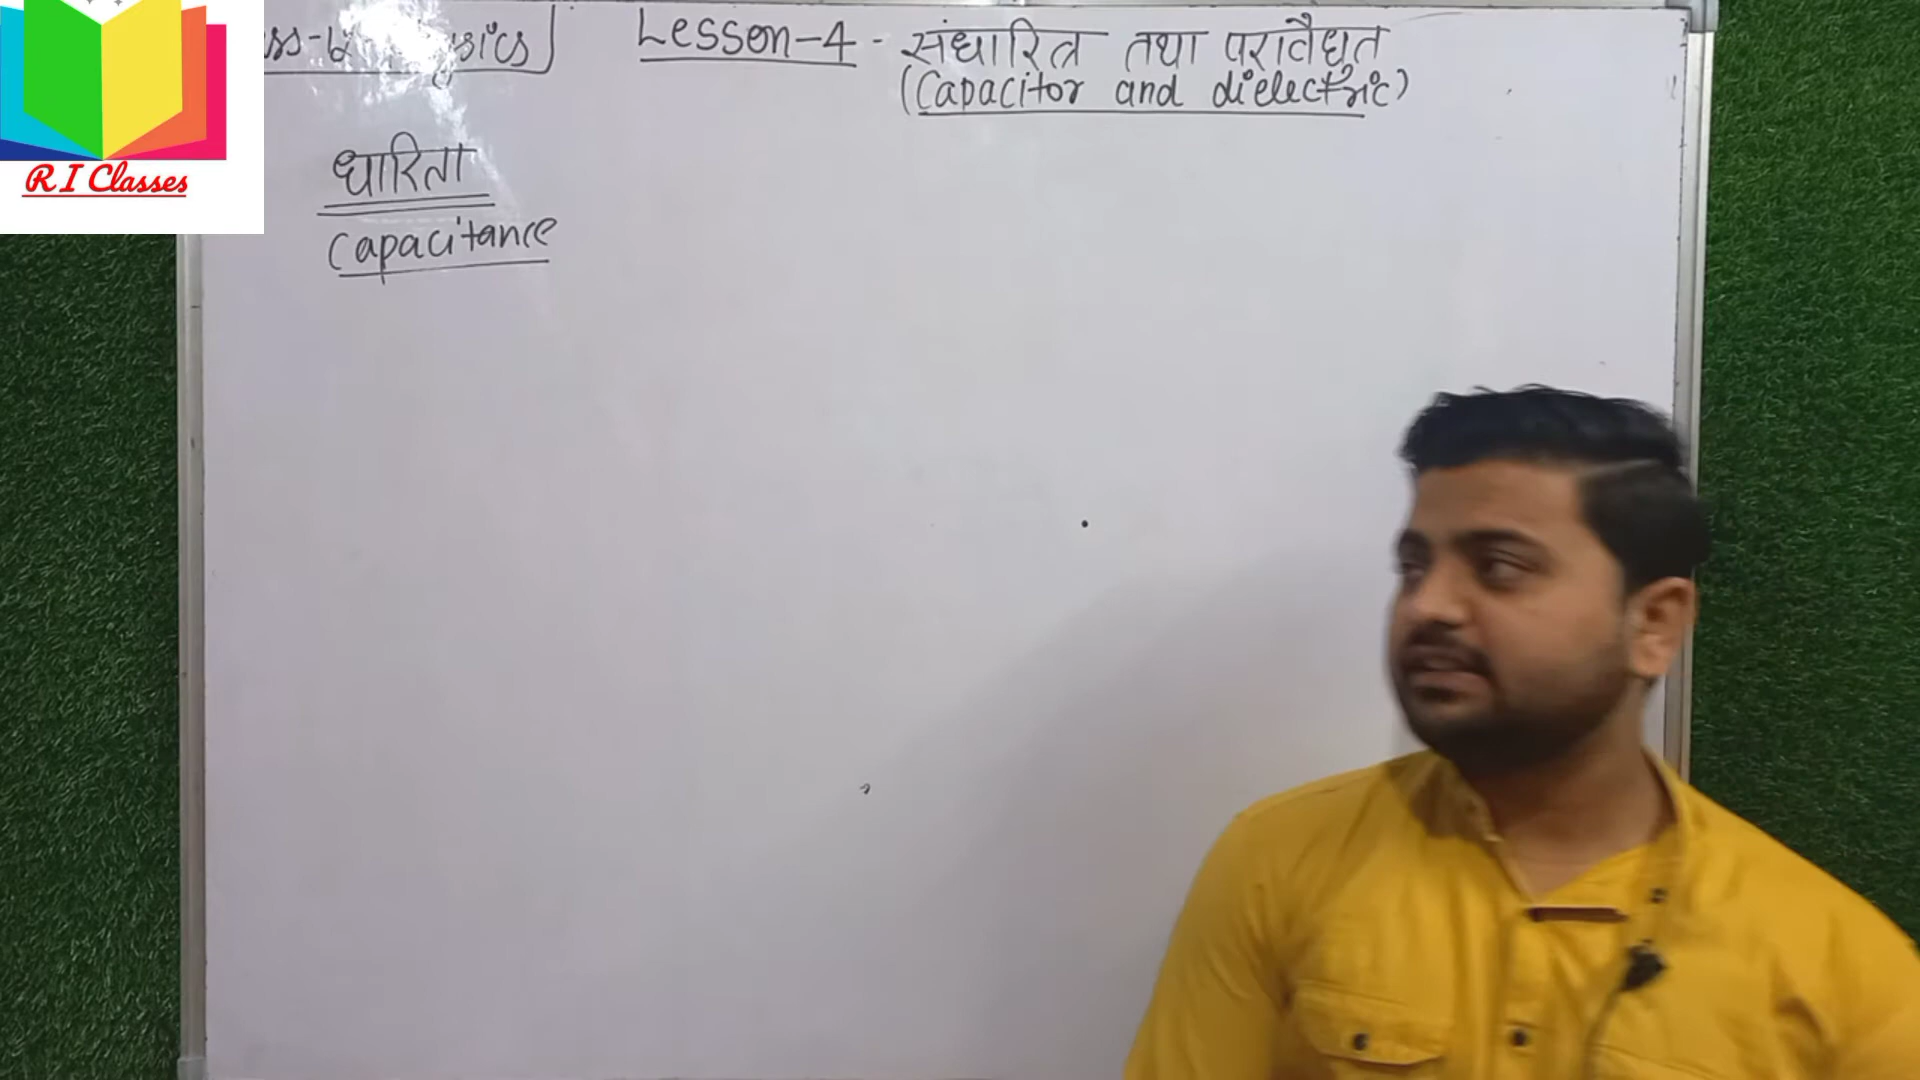 Lesson-4 - संधारित्र तथा परावैद्युत
(Capacitor and dielectric)
धारिता
Capacitance
R I Classes